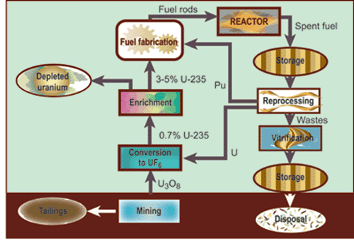 Fuel rods
REACTOR
Spent fuel
Fuel fabrication
Storage
Depleted
uranium
3-5% U-235
Pu
Enrichment
Reprocessing
Wastes
0.7% U-235
Vitrification
Conversion
to UF6
U
U3O8
Storage
Tailings
Mining
Disposal